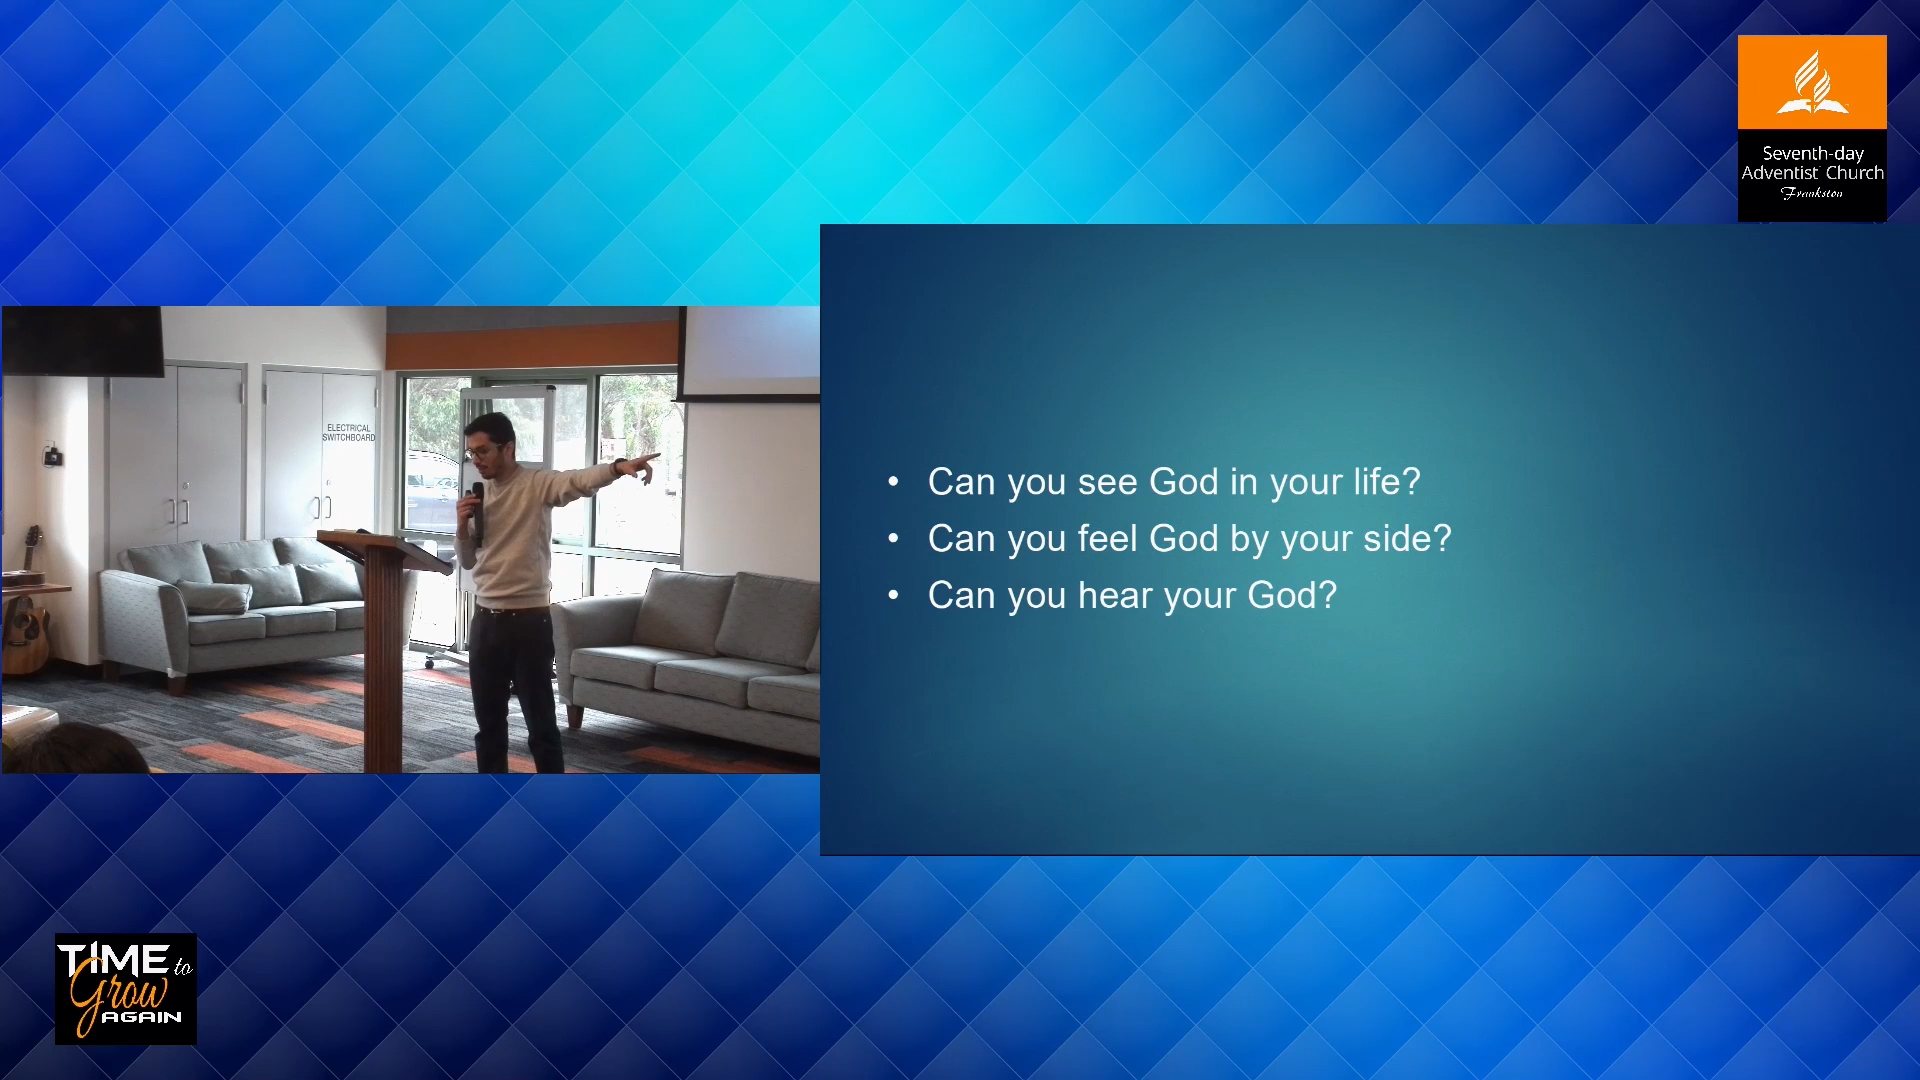 Seventh-day
Adventist Church
Frankston
ELECTRICAL
SWITCHBOARD
• Can you see God in your life?
• Can you feel God by your side?
• Can you hear your God?
TIME to
Grow
AGAIN